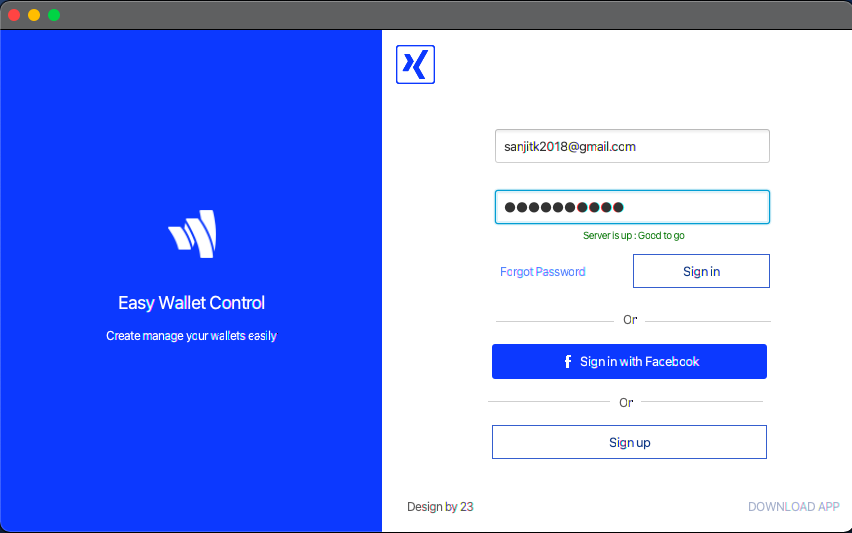 sanjitk2018@gmail.com
Server is up : Good to go
Forgot Password
Sign in
Or
Sign in with Facebook
Or
Sign up
Easy Wallet Control
Create manage your wallets easily
Design by 23
DOWNLOAD APP